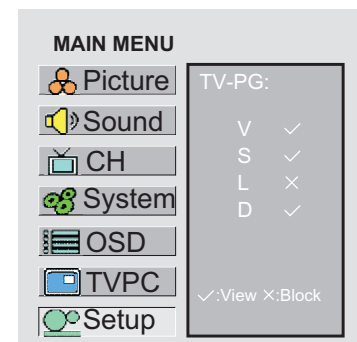 MAIN MENU
Picture
Sound
CH
System
OSD
TVPC
Setup
TV-PG:
V ✓
S ✓
L ×
D ✓
✓:View ×:Block